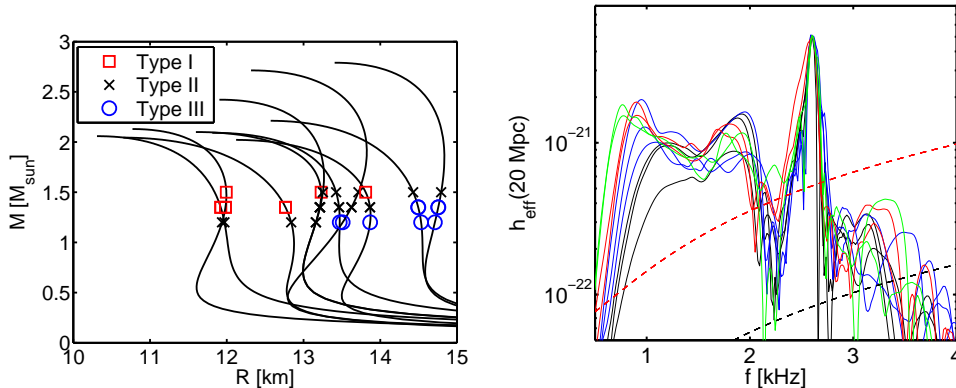 3
2.5
2
1.5
1
0.5
0
M [M_sun]
Type I
Type II
Type III
10 11 12 13 14 15
R [km]
h_eff(20 Mpc)
10^-21
10^-22
1 2 3 4
f [kHz]